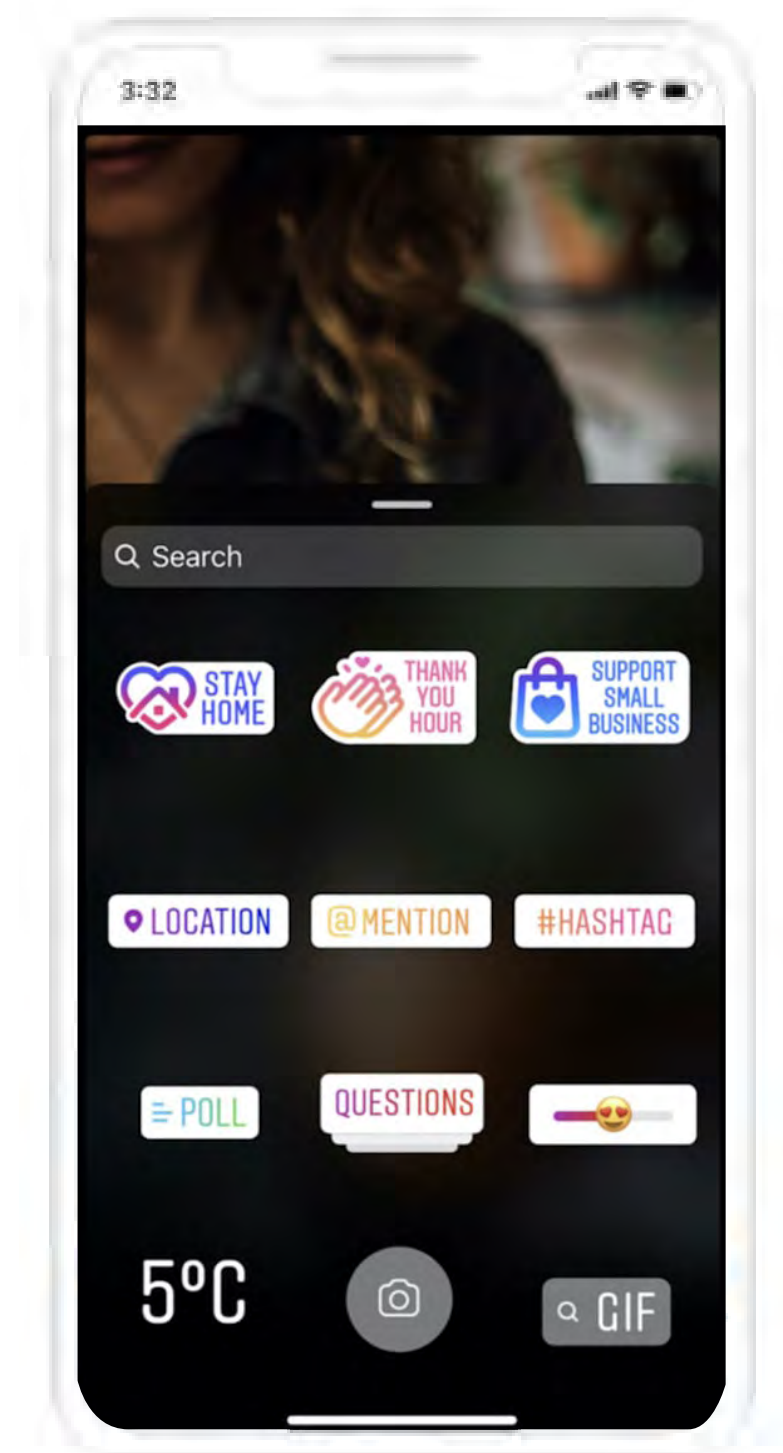 3:32
Search
STAY
HOME
THANK
YOU
HOUR
SUPPORT
SMALL
BUSINESS
LOCATION
@MENTION
#HASHTAG
POLL
QUESTIONS
5°C
GIF